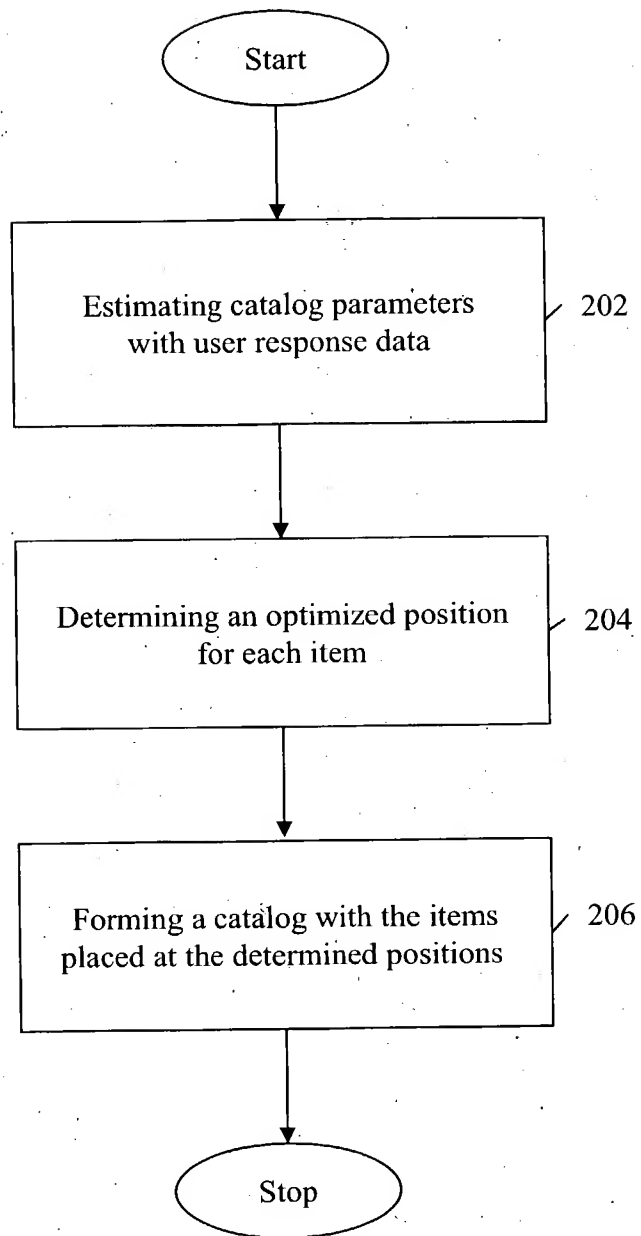 Start
Estimating catalog parameters
with user response data
202
Determining an optimized position
for each item
204
Forming a catalog with the items
placed at the determined positions
206
Stop